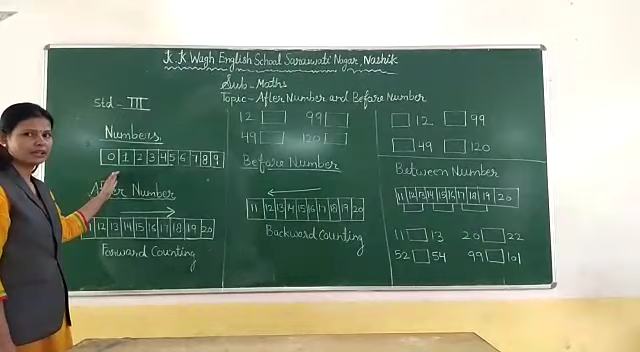 K.K Wagh English School Saraswati Nagar, Nashik
Sub - Maths
Topic - After Number and Before Number
Std - III
Numbers
0 1 2 3 4 5 6 7 8 9
After Number
11 12 13 14 15 16 17 18 19 20
Forward Counting
12 99
49 120
Before Number
11 12 13 14 15 16 17 18 19 20
Backward Counting
12 99
49 120
Between Number
11 12 13 14 15 16 17 18 19 20
11 13 20 22
52 54 99 101